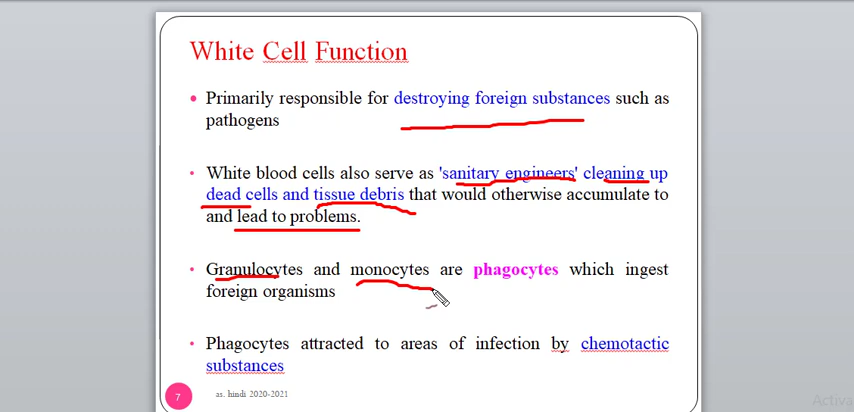 White Cell Function
Primarily responsible for destroying foreign substances such as
pathogens
White blood cells also serve as 'sanitary engineers' cleaning up
dead cells and tissue debris that would otherwise accumulate to
and lead to problems.
Granulocytes and monocytes are phagocytes which ingest
foreign organisms
Phagocytes attracted to areas of infection by chemotactic
substances
7
as. hindi 2020-2021
Activa